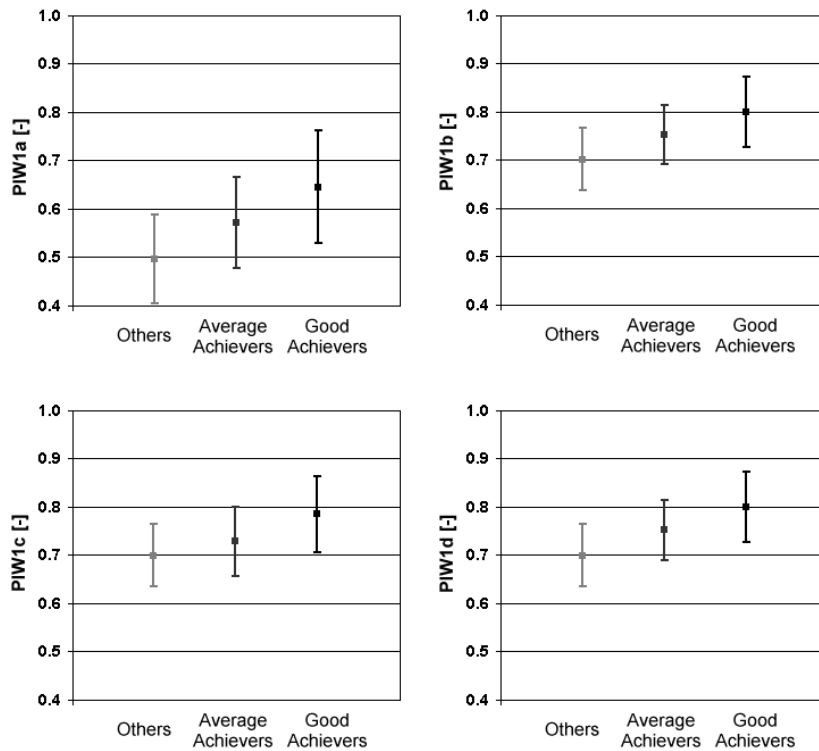 PIW1a [-]
1.0
0.9
0.8
0.7
0.6
0.5
0.4
Others
Average
Achievers
Good
Achievers
PIW1b [-]
1.0
0.9
0.8
0.7
0.6
0.5
0.4
Others
Average
Achievers
Good
Achievers
PIW1c [-]
1.0
0.9
0.8
0.7
0.6
0.5
0.4
Others
Average
Achievers
Good
Achievers
PIW1d [-]
1.0
0.9
0.8
0.7
0.6
0.5
0.4
Others
Average
Achievers
Good
Achievers